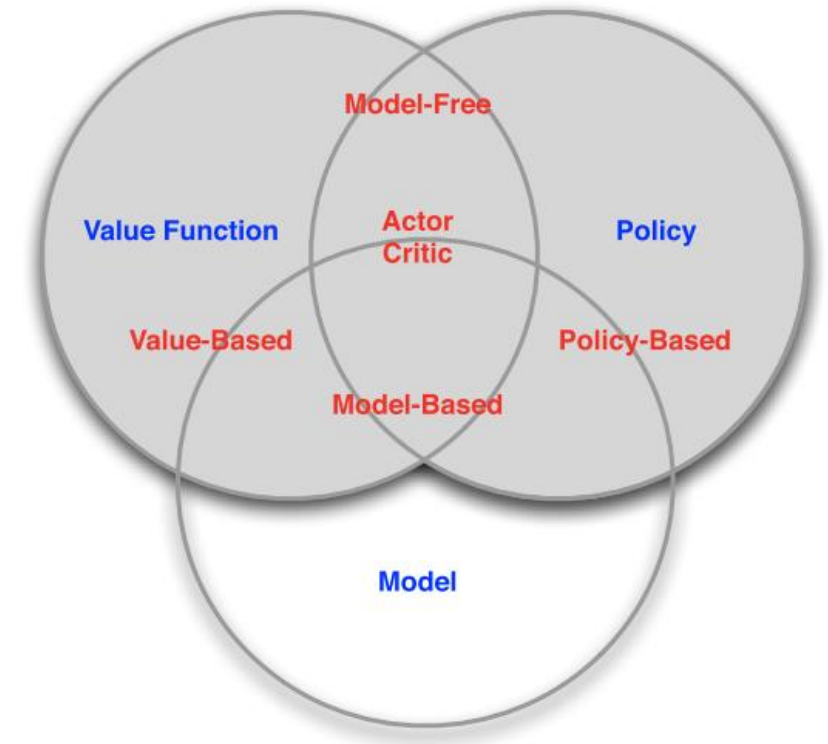 Model-Free
Actor
Critic
Value Function
Policy
Value-Based
Policy-Based
Model-Based
Model